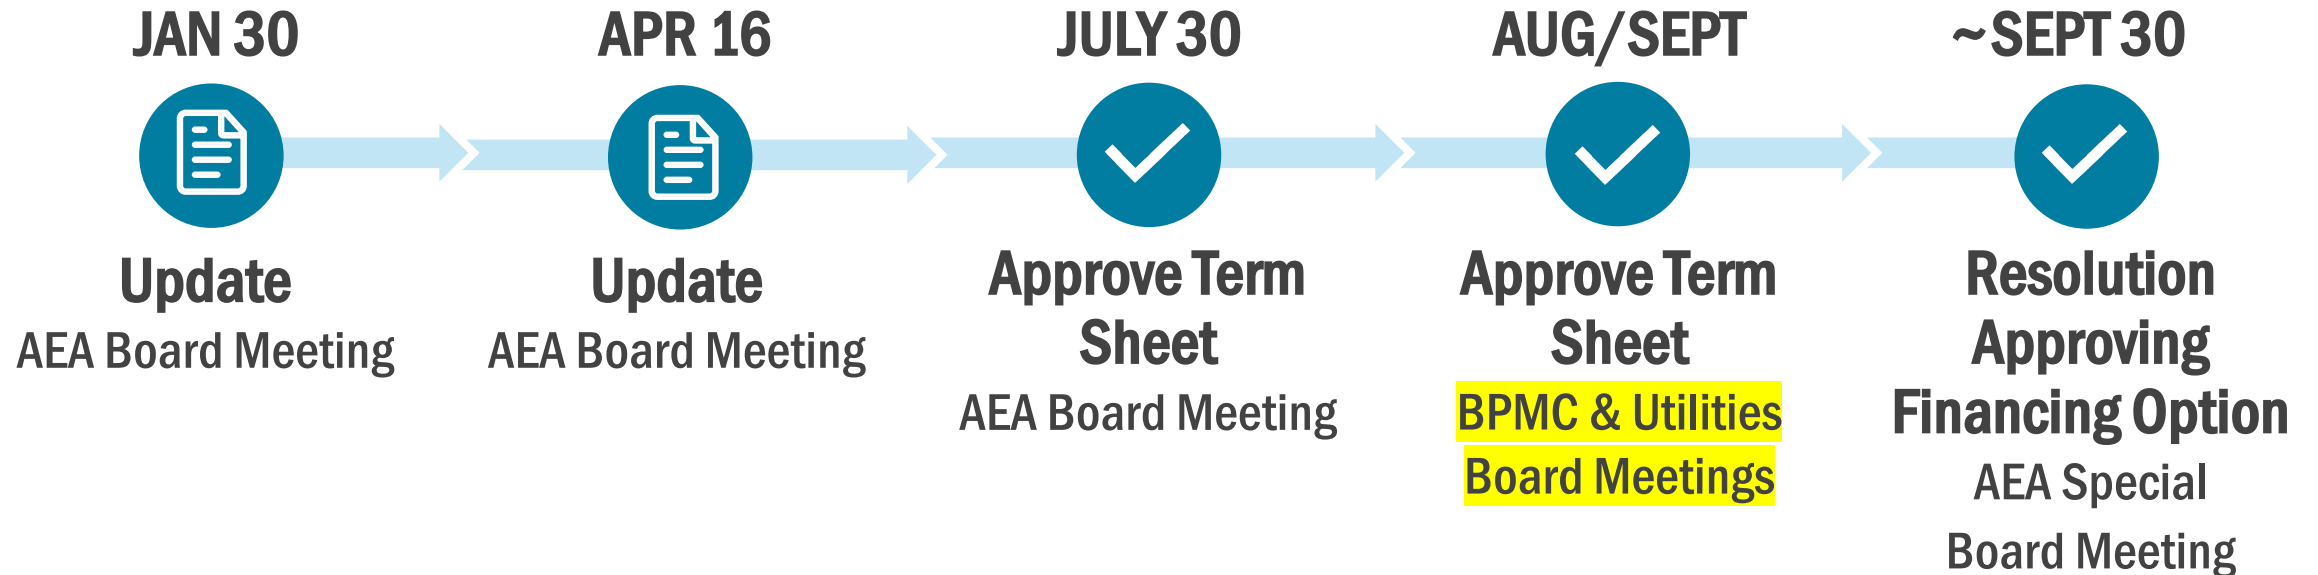 JAN 30
Update
AEA Board Meeting
APR 16
Update
AEA Board Meeting
JULY 30
Approve Term
Sheet
AEA Board Meeting
AUG/SEPT
Approve Term
Sheet
BPMC & Utilities
Board Meetings
~SEPT 30
Resolution
Approving
Financing Option
AEA Special
Board Meeting